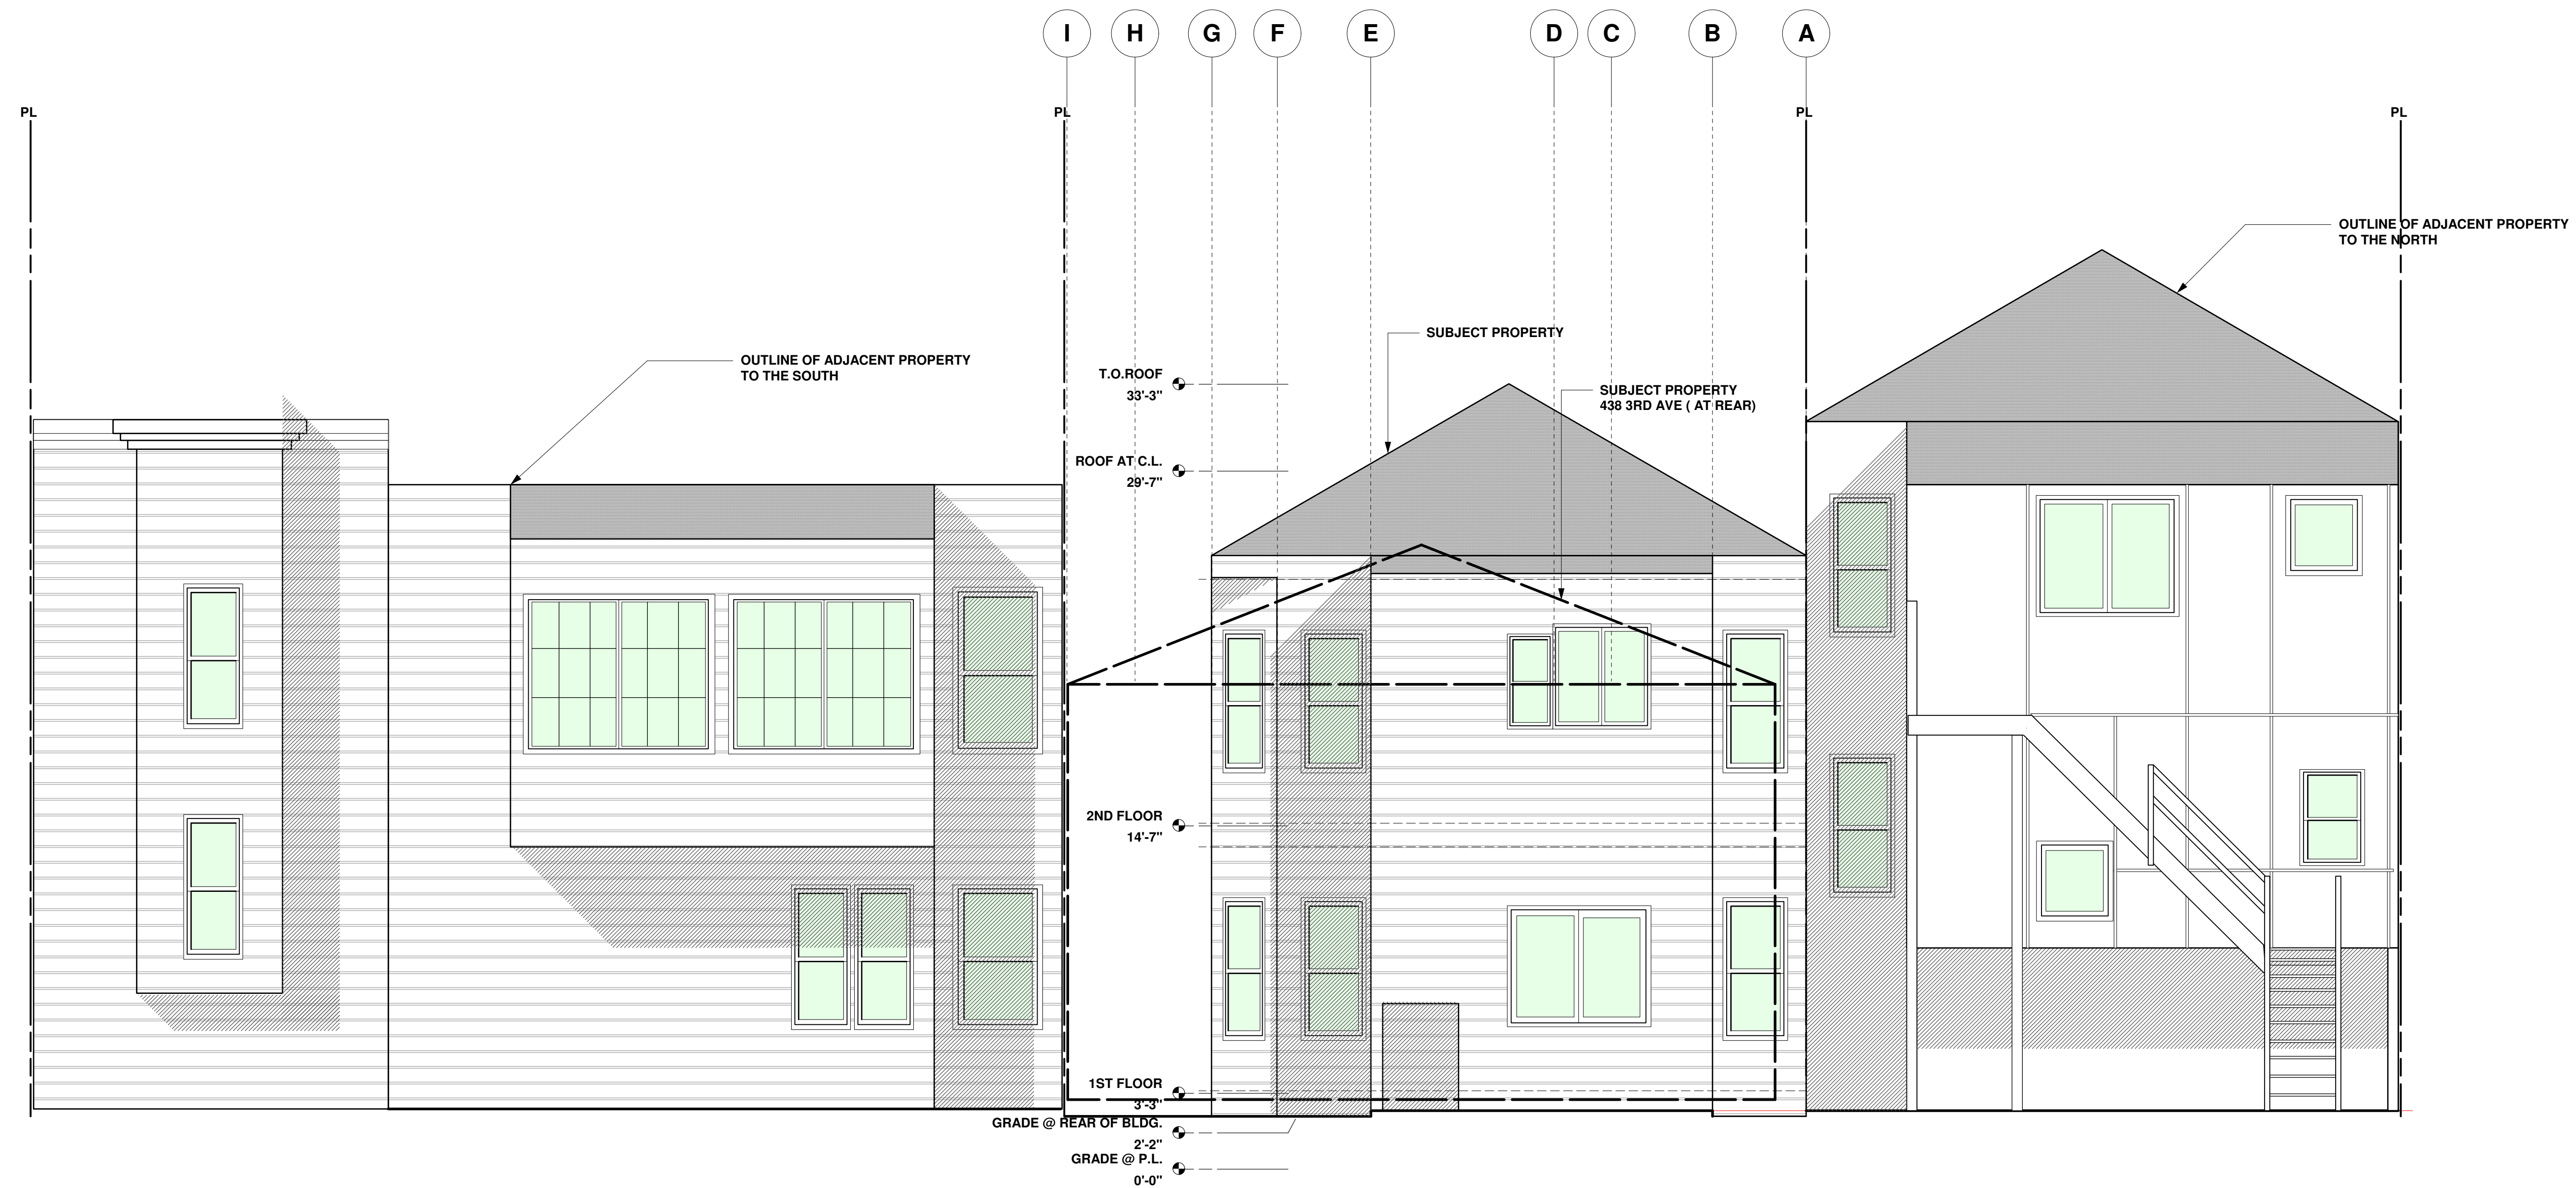 I H G F E D C B A
PL PL PL PL
OUTLINE OF ADJACENT PROPERTY
TO THE NORTH
SUBJECT PROPERTY
OUTLINE OF ADJACENT PROPERTY
TO THE SOUTH
T.O.ROOF
33'-3"
SUBJECT PROPERTY
438 3RD AVE ( AT REAR)
ROOF AT C.L.
29'-7"
2ND FLOOR
14'-7"
1ST FLOOR
3'-3"
GRADE @ REAR OF BLDG.
2'-2"
GRADE @ P.L.
0'-0"